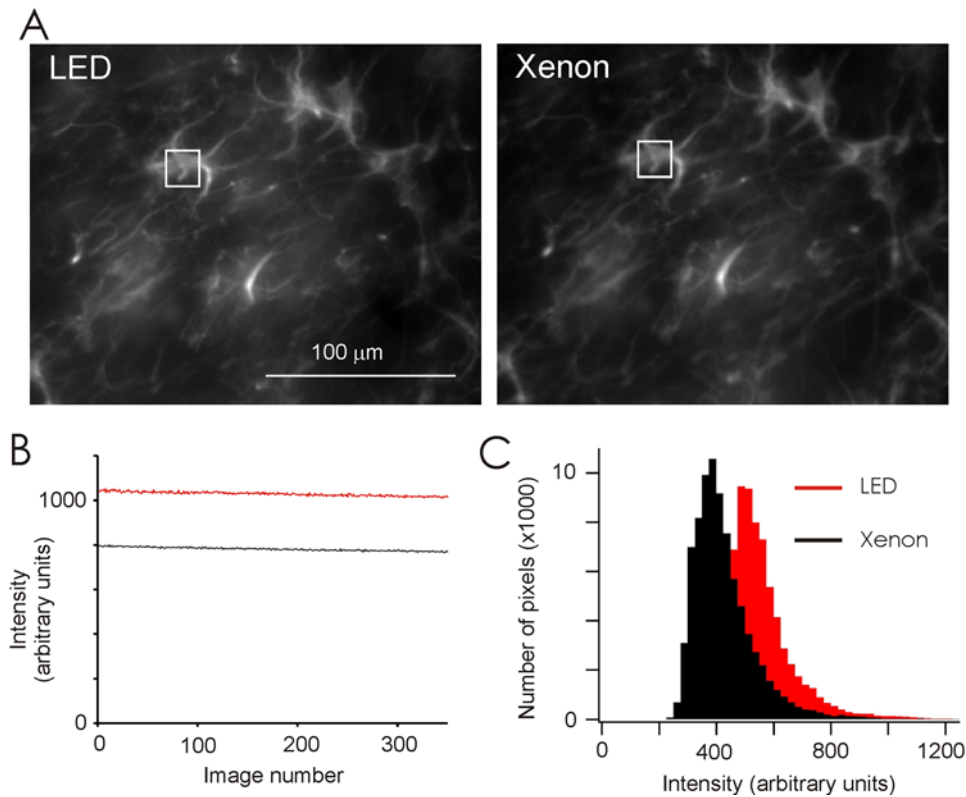 A
LED
Xenon
100 μm
B
Intensity
(arbitrary units)
1000
0
0
100
200
300
Image number
C
Number of pixels (x1000)
10
0
LED
Xenon
0
400
800
1200
Intensity (arbitrary units)